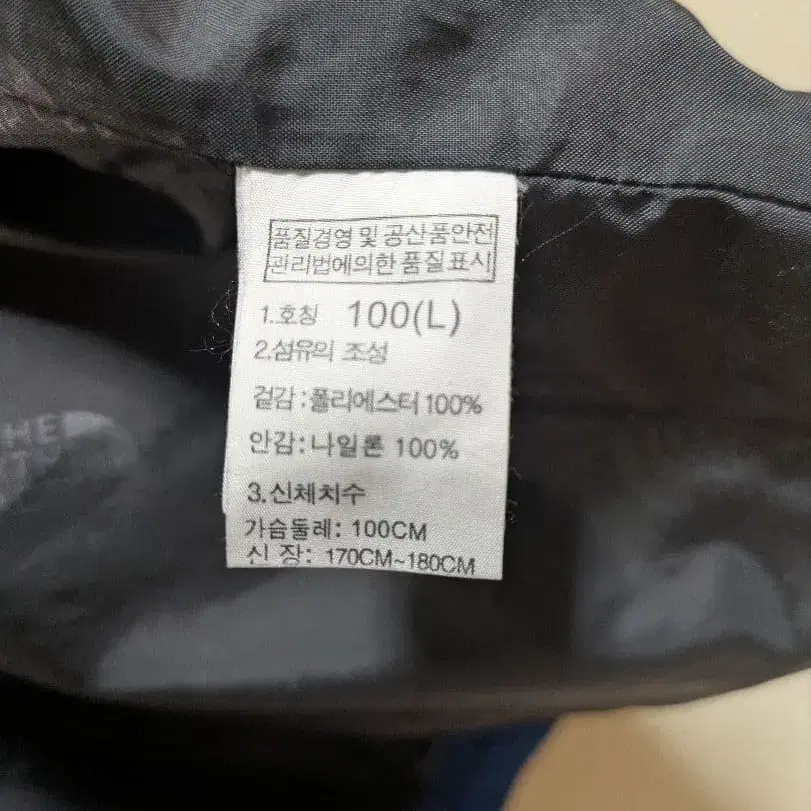 품질경영 및 공산품안전
관리법에의한 품질표시
1.호칭 100(L)
2.섬유의 조성
겉감:폴리에스터 100%
안감:나일론 100%
3.신체치수
가슴둘레: 100CM
신 장: 170CM~180CM
HE